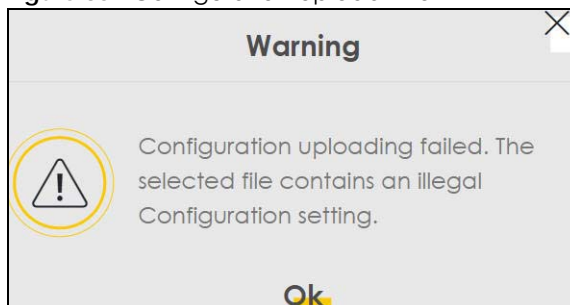 Warning
Configuration uploading failed. The
selected file contains an illegal
Configuration setting.
Ok